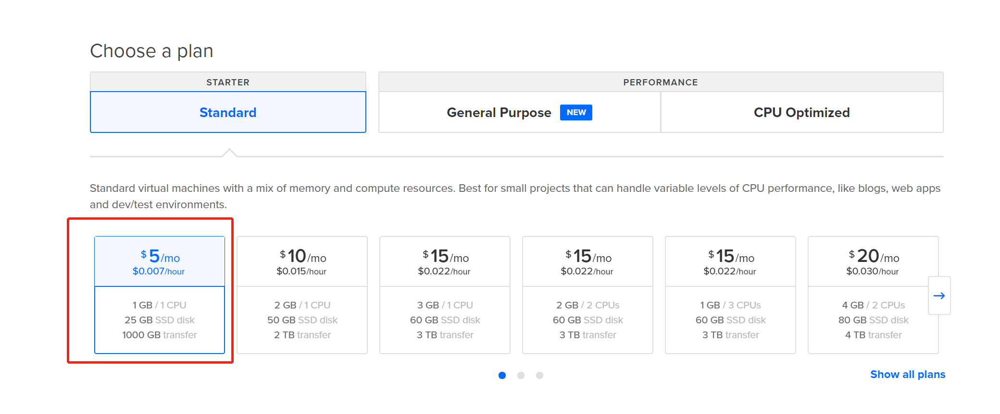 Choose a plan
STARTER
PERFORMANCE
Standard
General Purpose NEW
CPU Optimized
Standard virtual machines with a mix of memory and compute resources. Best for small projects that can handle variable levels of CPU performance, like blogs, web apps
and dev/test environments.
$5/mo
$0.007/hour
1 GB / 1 CPU
25 GB SSD disk
1000 GB transfer
$10/mo
$0.015/hour
2 GB / 1 CPU
50 GB SSD disk
2 TB transfer
$15/mo
$0.022/hour
3 GB / 1 CPU
60 GB SSD disk
3 TB transfer
$15/mo
$0.022/hour
2 GB / 2 CPUs
60 GB SSD disk
3 TB transfer
$15/mo
$0.022/hour
1 GB / 3 CPUs
60 GB SSD disk
3 TB transfer
$20/mo
$0.030/hour
4 GB / 2 CPUs
80 GB SSD disk
4 TB transfer
Show all plans